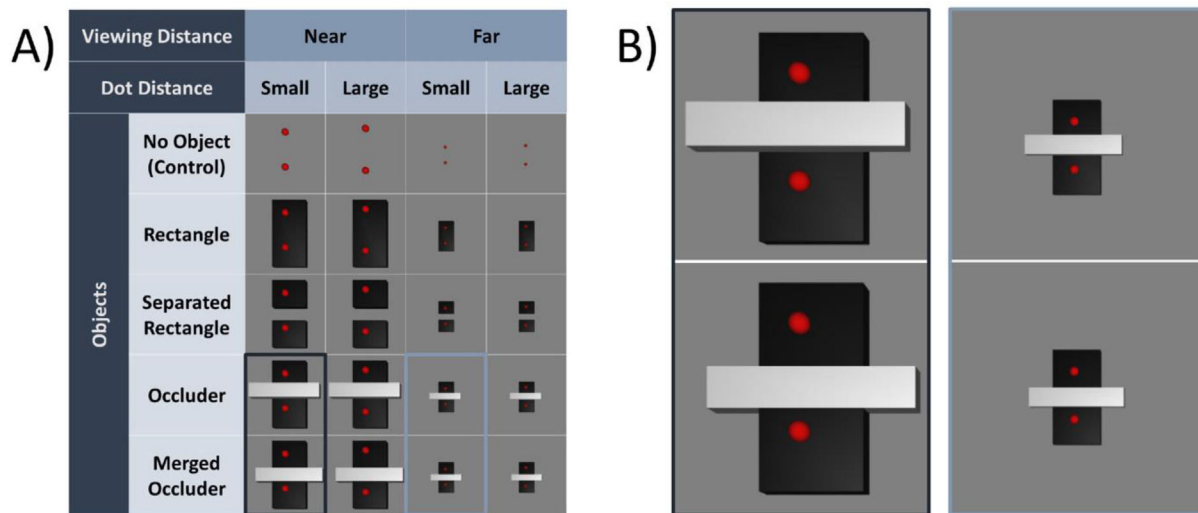 A)
Viewing Distance Near Far
Dot Distance Small Large Small Large
Objects
No Object
(Control)
Rectangle
Separated
Rectangle
Occluder
Merged
Occluder
B)